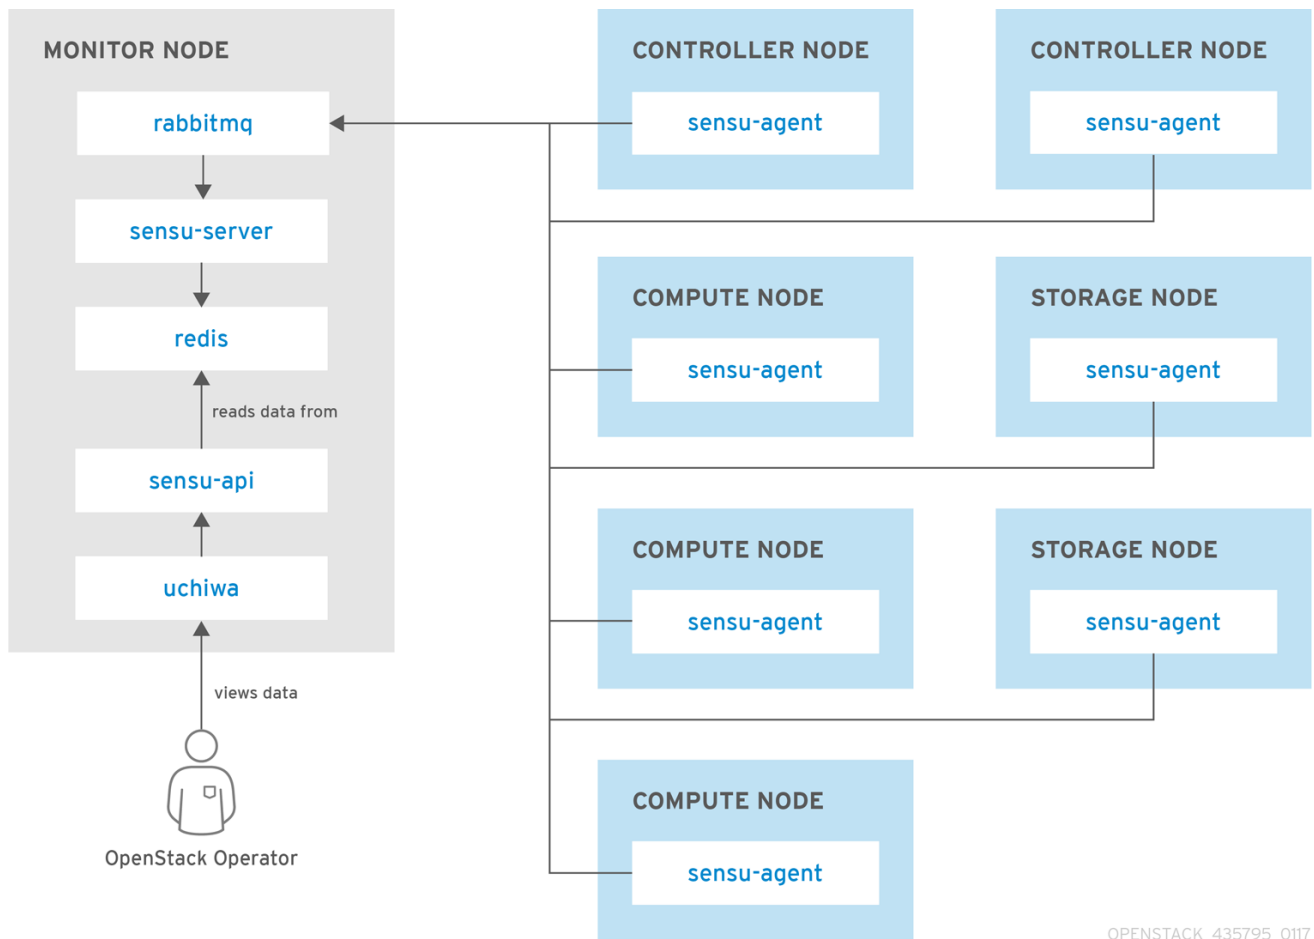 MONITOR NODE
rabbitmq
sensu-server
redis
reads data from
sensu-api
uchiwa
views data
OpenStack Operator
CONTROLLER NODE
sensu-agent
CONTROLLER NODE
sensu-agent
COMPUTE NODE
sensu-agent
STORAGE NODE
sensu-agent
COMPUTE NODE
sensu-agent
STORAGE NODE
sensu-agent
COMPUTE NODE
sensu-agent
OPENSTACK_435795_0117